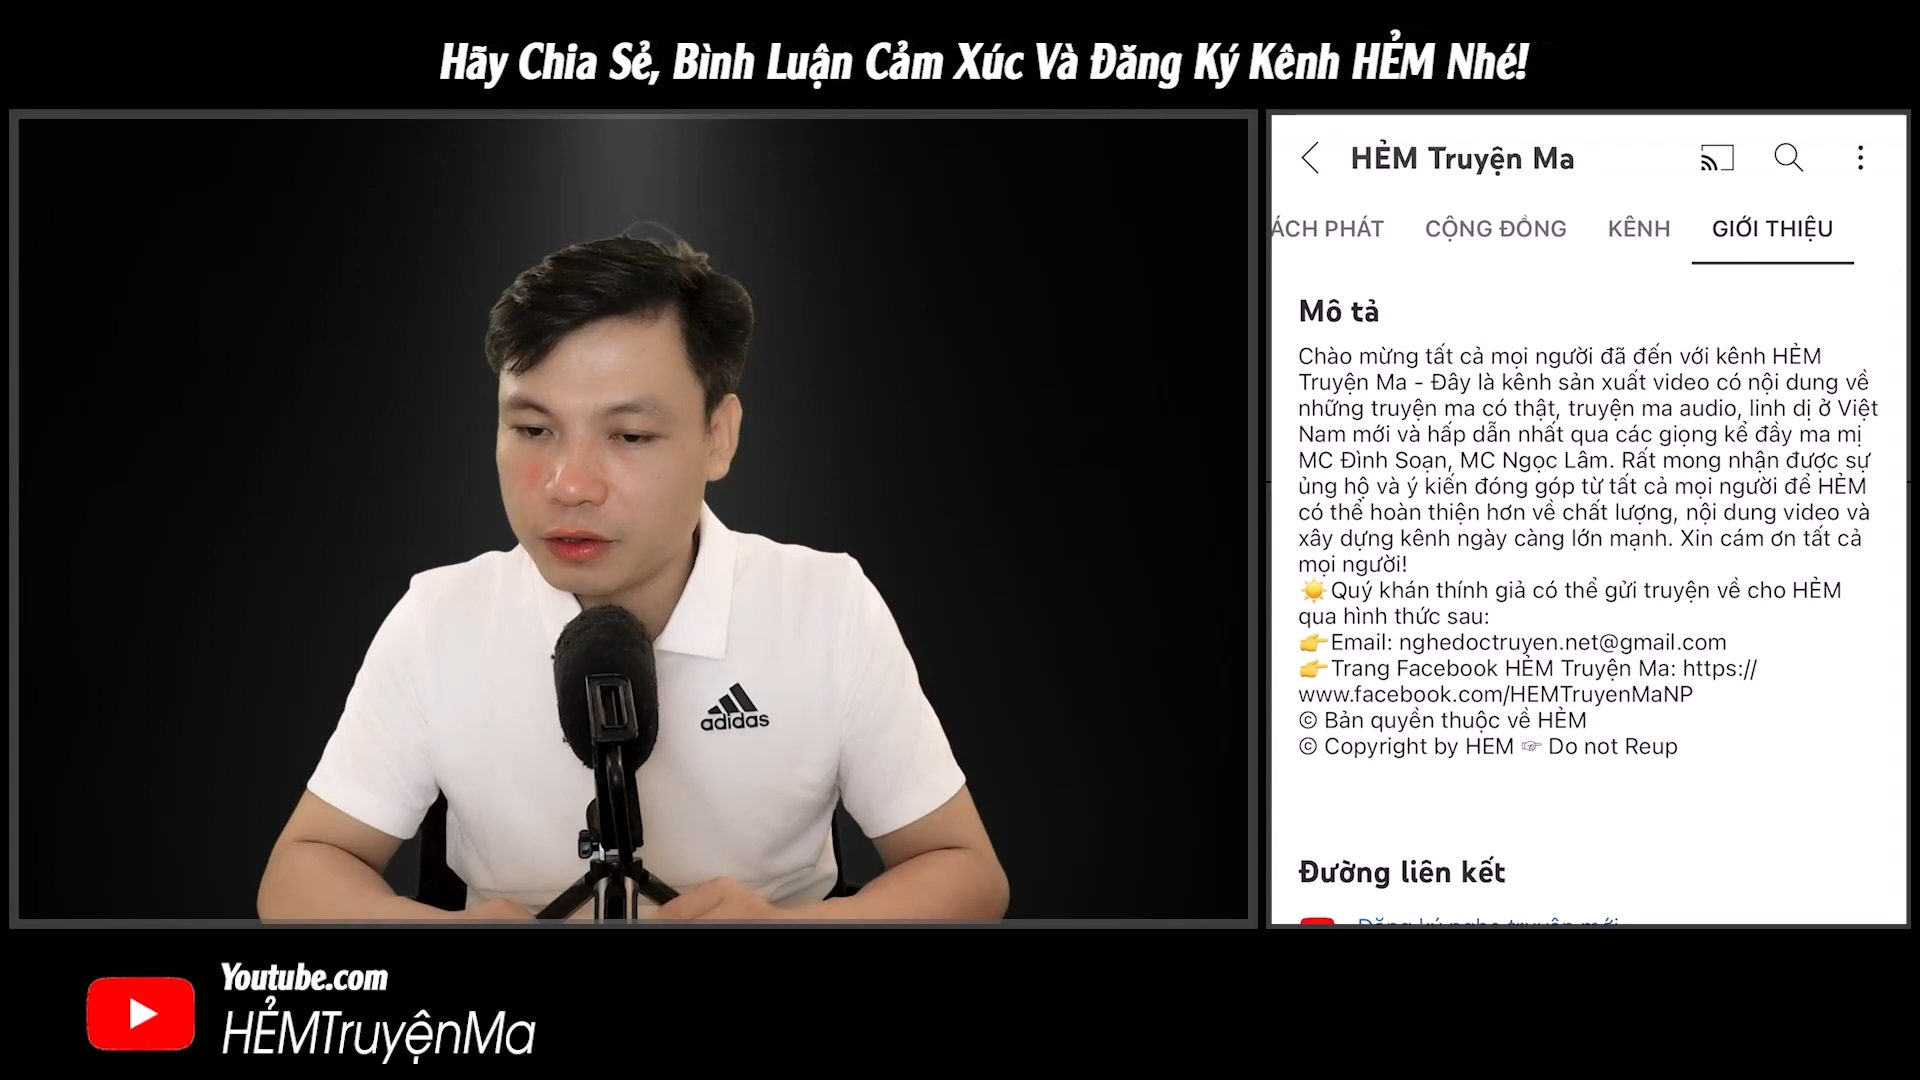 Hãy Chia Sẻ, Bình Luận Cảm Xúc Và Đăng Ký Kênh HẺM Nhé!
HẺM Truyện Ma
ÁCH PHÁT CỘNG ĐỒNG KÊNH GIỚI THIỆU
Mô tả
Chào mừng tất cả mọi người đã đến với kênh HẺM
Truyện Ma - Đây là kênh sản xuất video có nội dung về
những truyện ma có thật, truyện ma audio, linh dị ở Việt
Nam mới và hấp dẫn nhất qua các giọng kể đầy ma mị
MC Đình Soạn, MC Ngọc Lâm. Rất mong nhận được sự
ủng hộ và ý kiến đóng góp từ tất cả mọi người để HẺM
có thể hoàn thiện hơn về chất lượng, nội dung video và
xây dựng kênh ngày càng lớn mạnh. Xin cám ơn tất cả
mọi người!
☀️Quý khán thính giả có thể gửi truyện về cho HẺM
qua hình thức sau:
👉Email: nghedoctruyen.net@gmail.com
👉Trang Facebook HẺM Truyện Ma: https://
www.facebook.com/HEMTruyenMaNP
© Bản quyền thuộc về HẺM
© Copyright by HEM ☞ Do not Reup
Đường liên kết
Đăng ký nghe truyện mới
adidas
Youtube.com
HẺMTruyệnMa